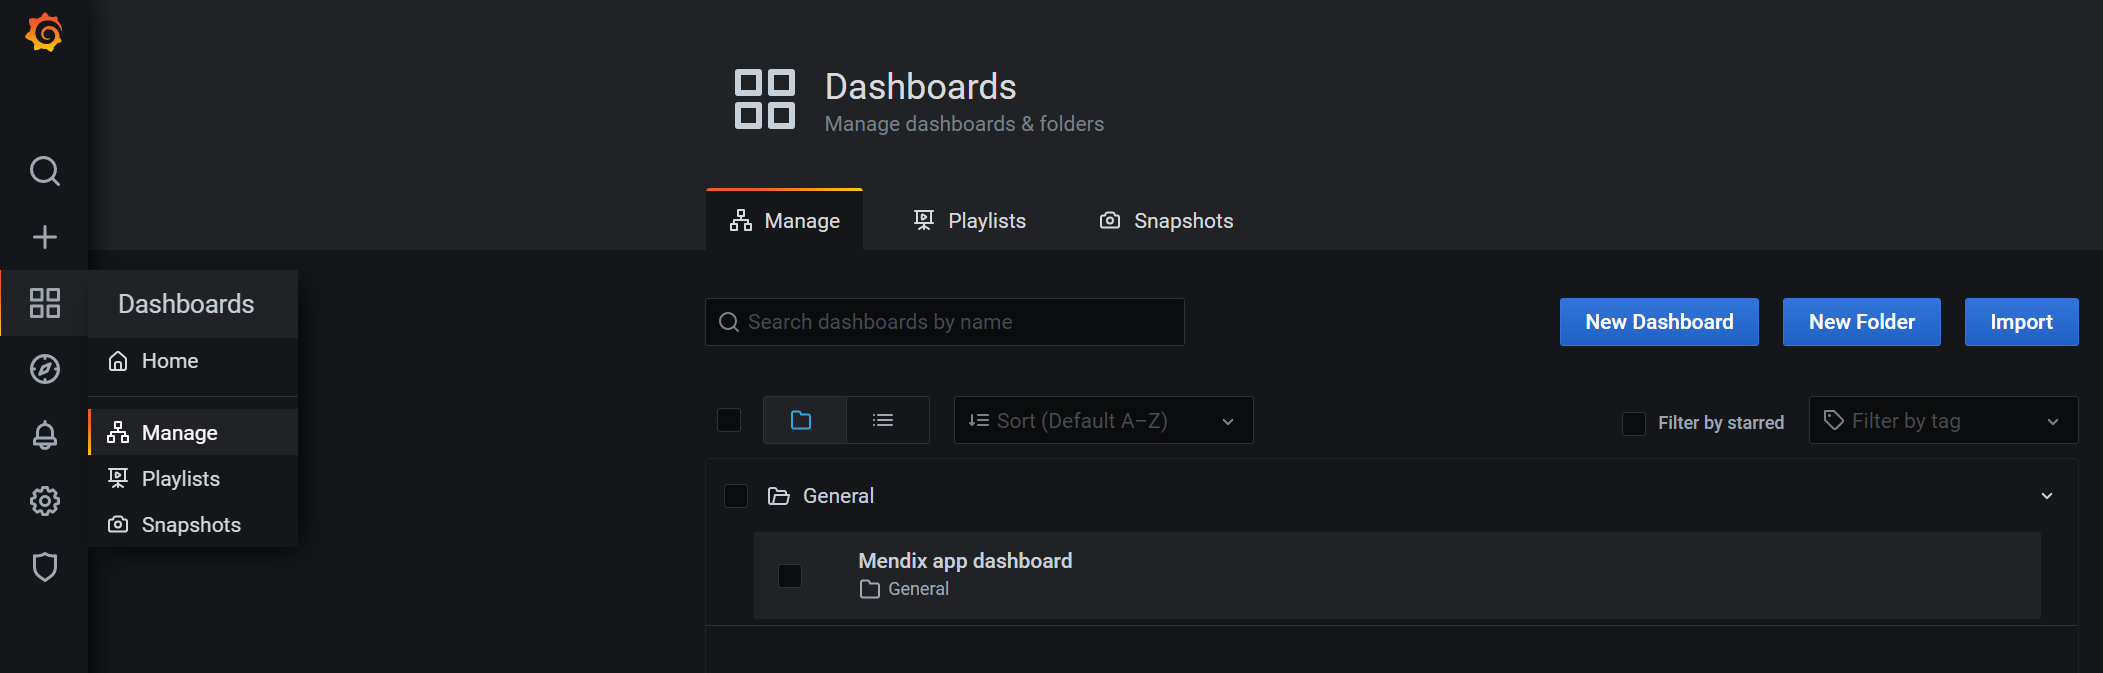 Dashboards
Manage dashboards & folders
Manage
Playlists
Snapshots
Dashboards
Home
Manage
Playlists
Snapshots
Search dashboards by name
New Dashboard
New Folder
Import
Sort (Default A–Z)
Filter by starred
Filter by tag
General
Mendix app dashboard
General